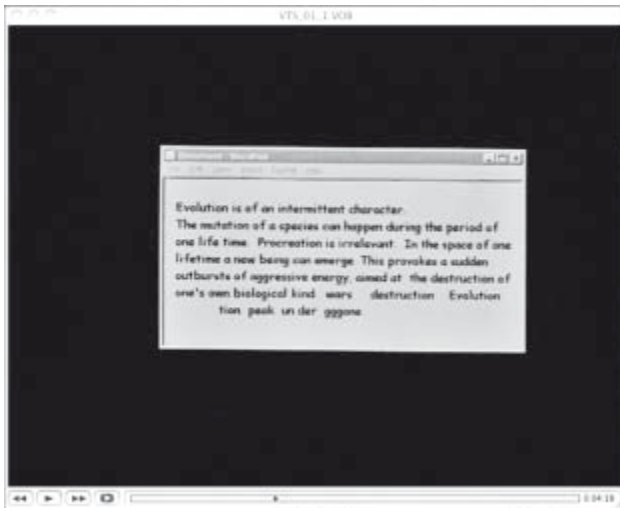 VTS_01_1.VOB
Evolution is of an intermittent character.
The mutation of a species can happen during the period of
one life time. Procreation is irrelevant. In the space of one
lifetime a new being can emerge. This provokes a sudden
outbursts of aggressive energy, aimed at the destruction of
one's own biological kind wars destruction Evolution
tion peak un der gggone
0:04:19